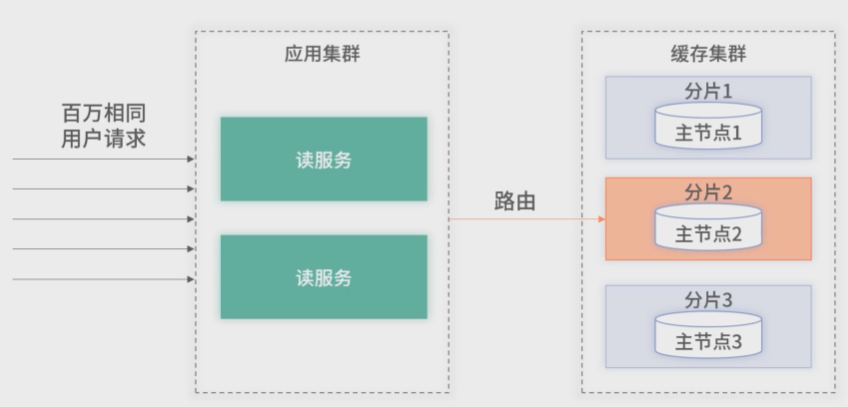 百万相同
用户请求
应用集群
读服务
读服务
路由
缓存集群
分片1
主节点1
分片2
主节点2
分片3
主节点3